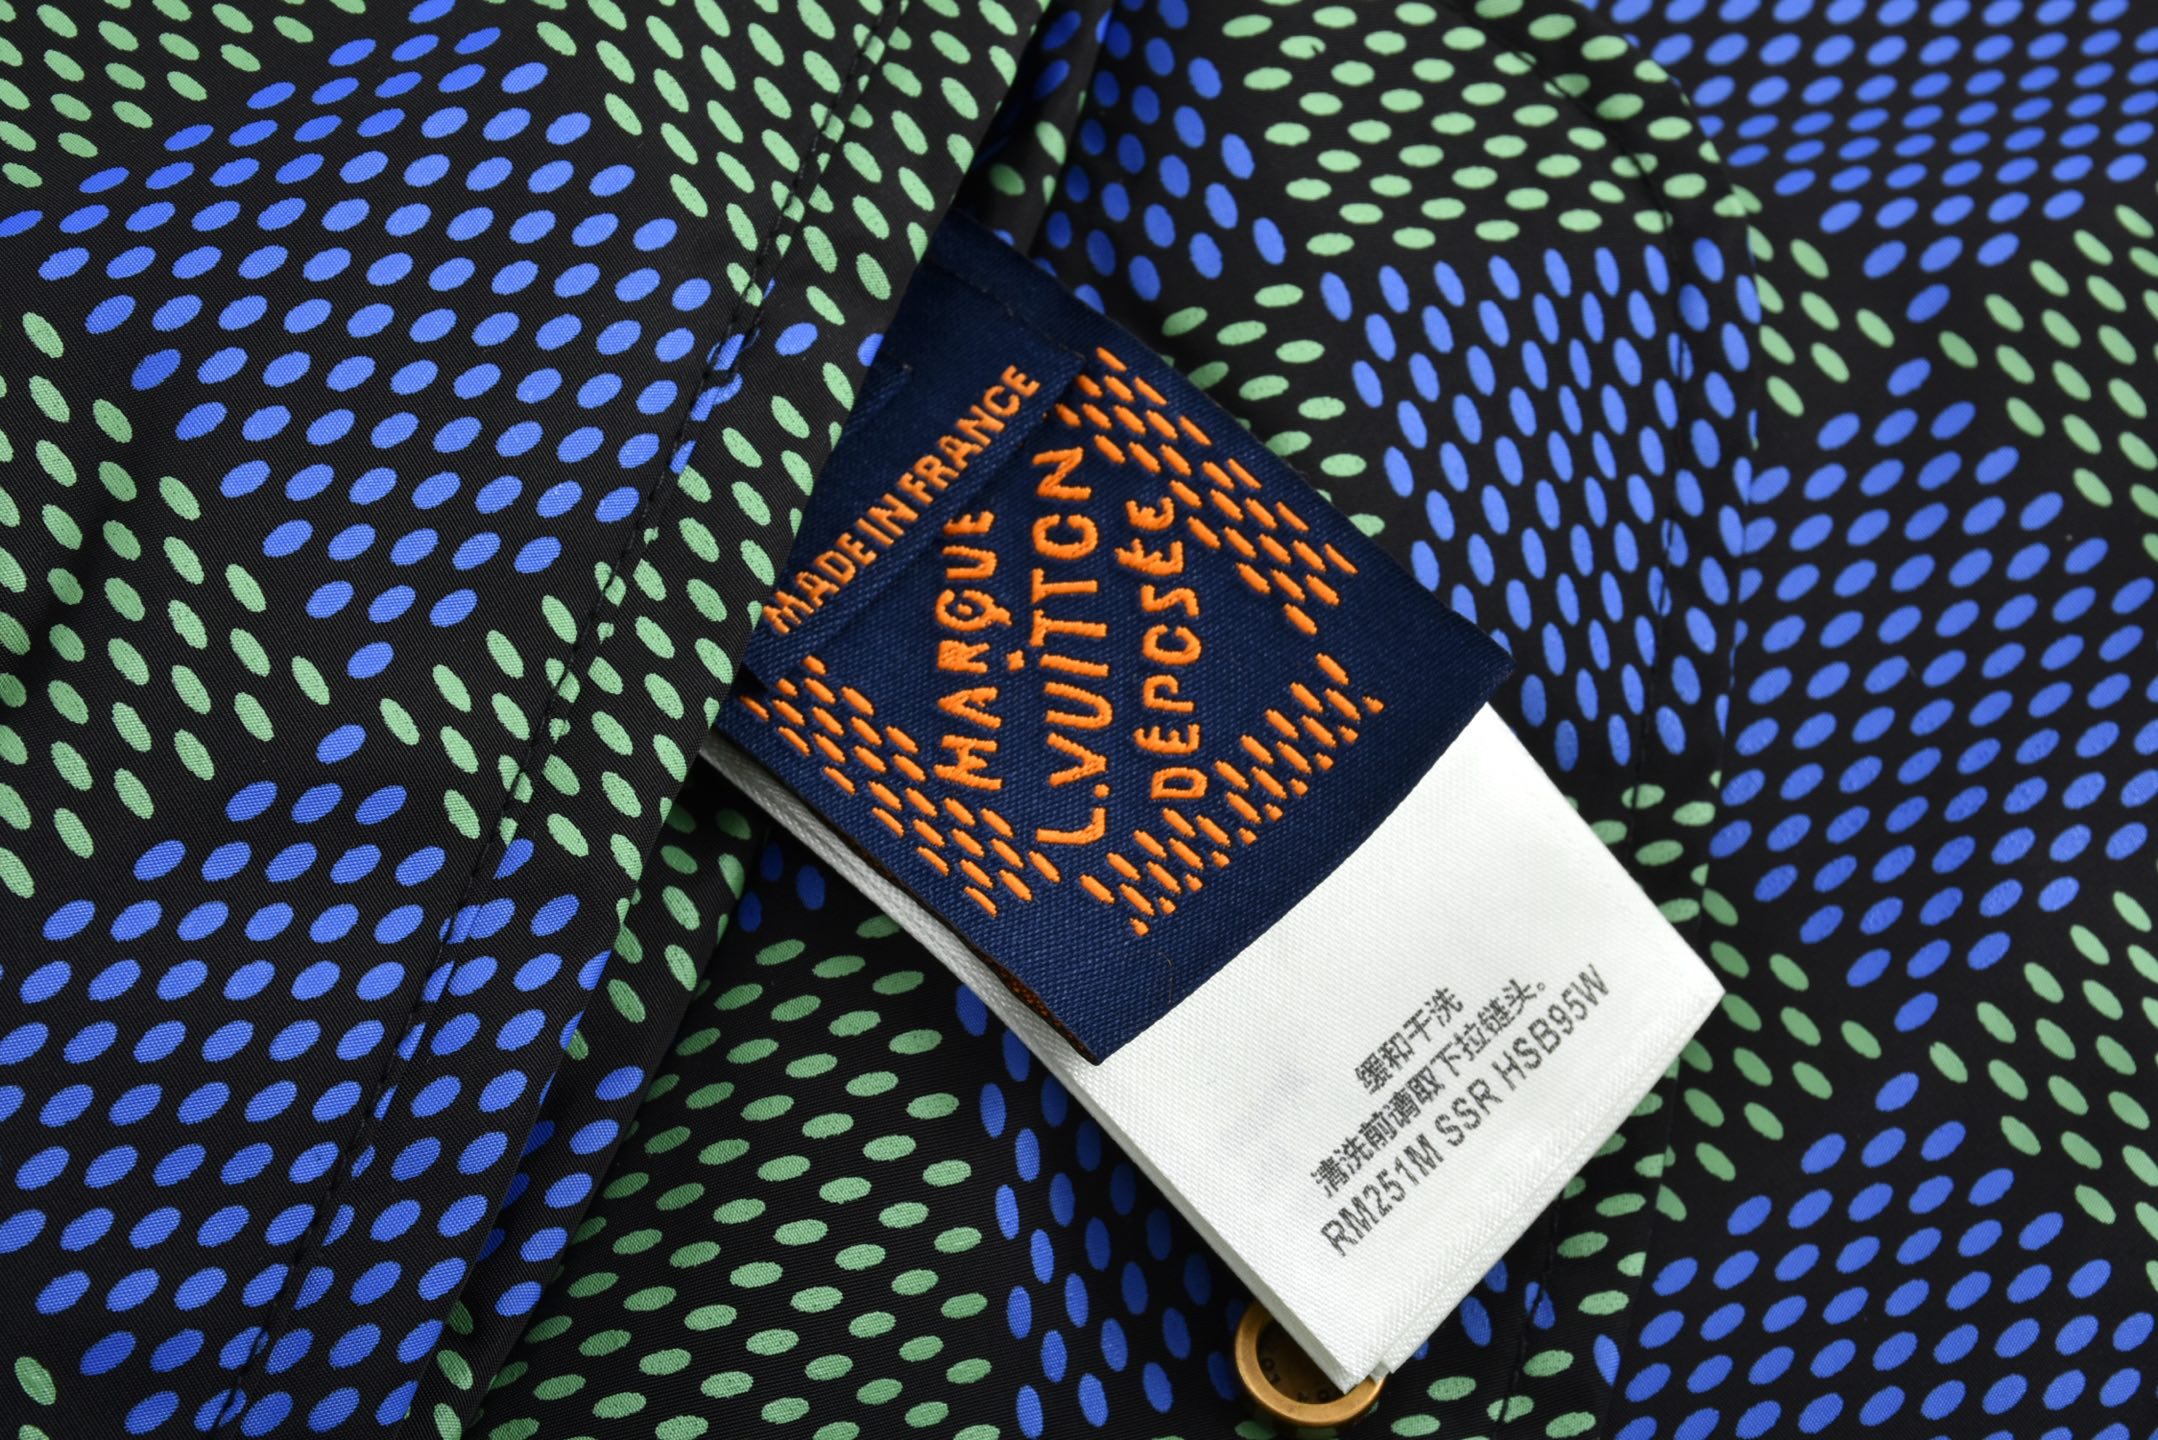 MADE IN FRANCE
MARQUE
L.VUITTON
DEPOSÉE
缓和干洗
清洗前请取下拉链头。
RM251M SSR HSB95W